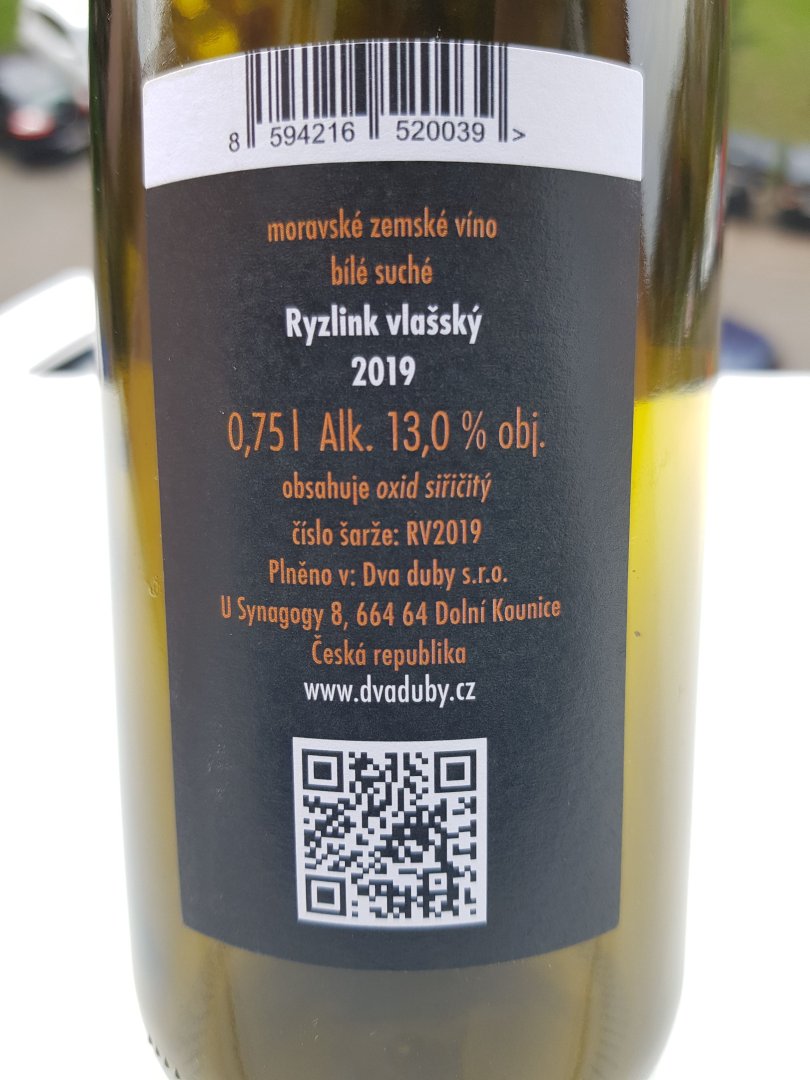 8 594216 520039 >
moravské zemské víno
bílé suché
Ryzlink vlašský
2019
0,75 l Alk. 13,0 % obj.
obsahuje oxid siřičitý
číslo šarže: RV2019
Plněno v: Dva duby s.r.o.
U Synagogy 8, 664 64 Dolní Kounice
Česká republika
www.dvaduby.cz